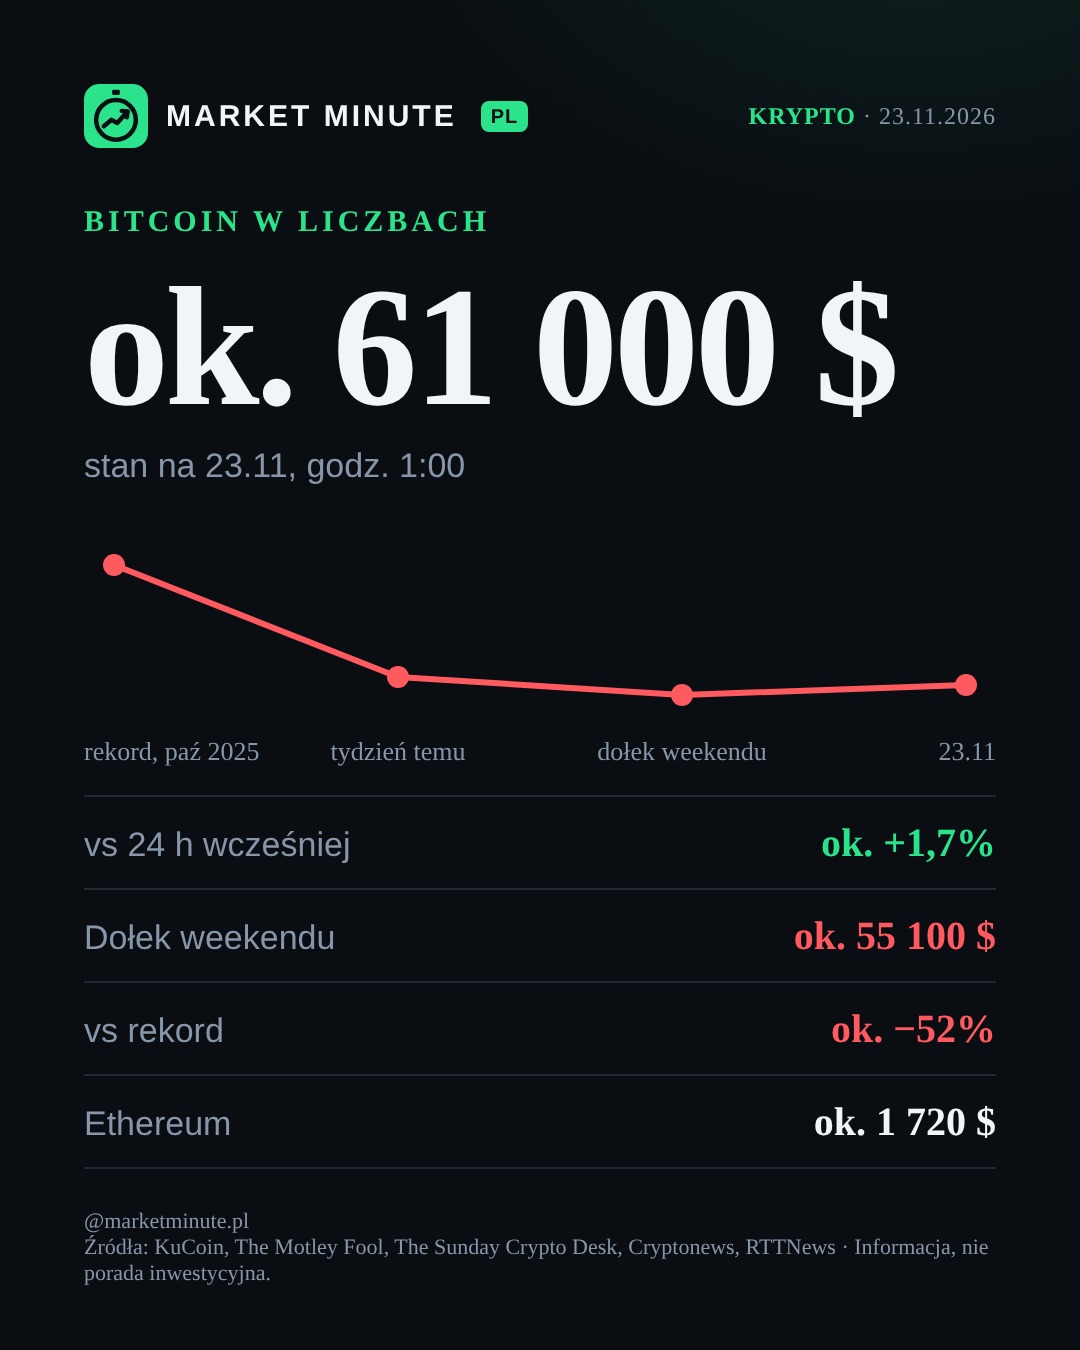 MARKET MINUTE PL
KRYPTO · 23.11.2026
BITCOIN W LICZBACH
ok. 61 000 $
stan na 23.11, godz. 1:00
rekord, paź 2025 tydzień temu dołek weekendu 23.11
vs 24 h wcześniej ok. +1,7%
Dołek weekendu ok. 55 100 $
vs rekord ok. −52%
Ethereum ok. 1 720 $
@marketminute.pl
Źródła: KuCoin, The Motley Fool, The Sunday Crypto Desk, Cryptonews, RTTNews · Informacja, nie
porada inwestycyjna.